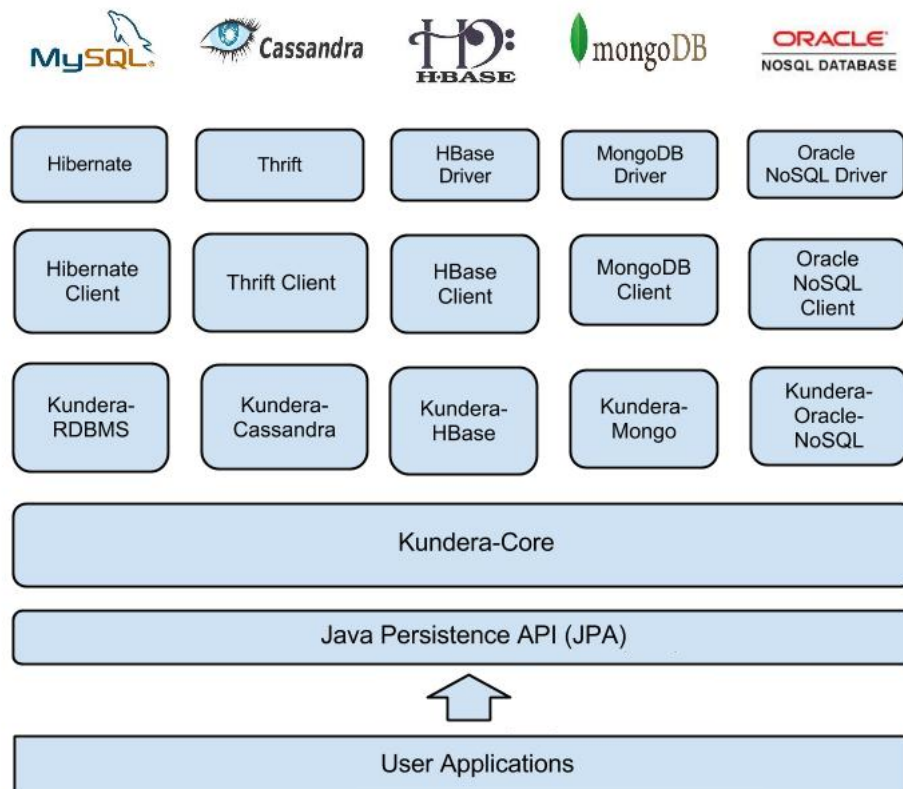 MySQL®
Cassandra
HBASE
mongoDB
ORACLE®
NOSQL DATABASE
Hibernate
Thrift
HBase
Driver
MongoDB
Driver
Oracle
NoSQL Driver
Hibernate
Client
Thrift Client
HBase
Client
MongoDB
Client
Oracle
NoSQL
Client
Kundera-
RDBMS
Kundera-
Cassandra
Kundera-
HBase
Kundera-
Mongo
Kundera-
Oracle-
NoSQL
Kundera-Core
Java Persistence API (JPA)
User Applications